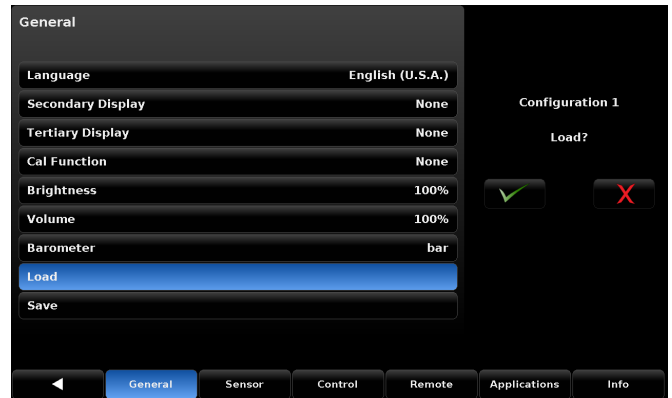 General
Language English (U.S.A.)
Secondary Display None
Tertiary Display None
Cal Function None
Brightness 100%
Volume 100%
Barometer bar
Load
Save
Configuration 1
Load?
X
General Sensor Control Remote Applications Info